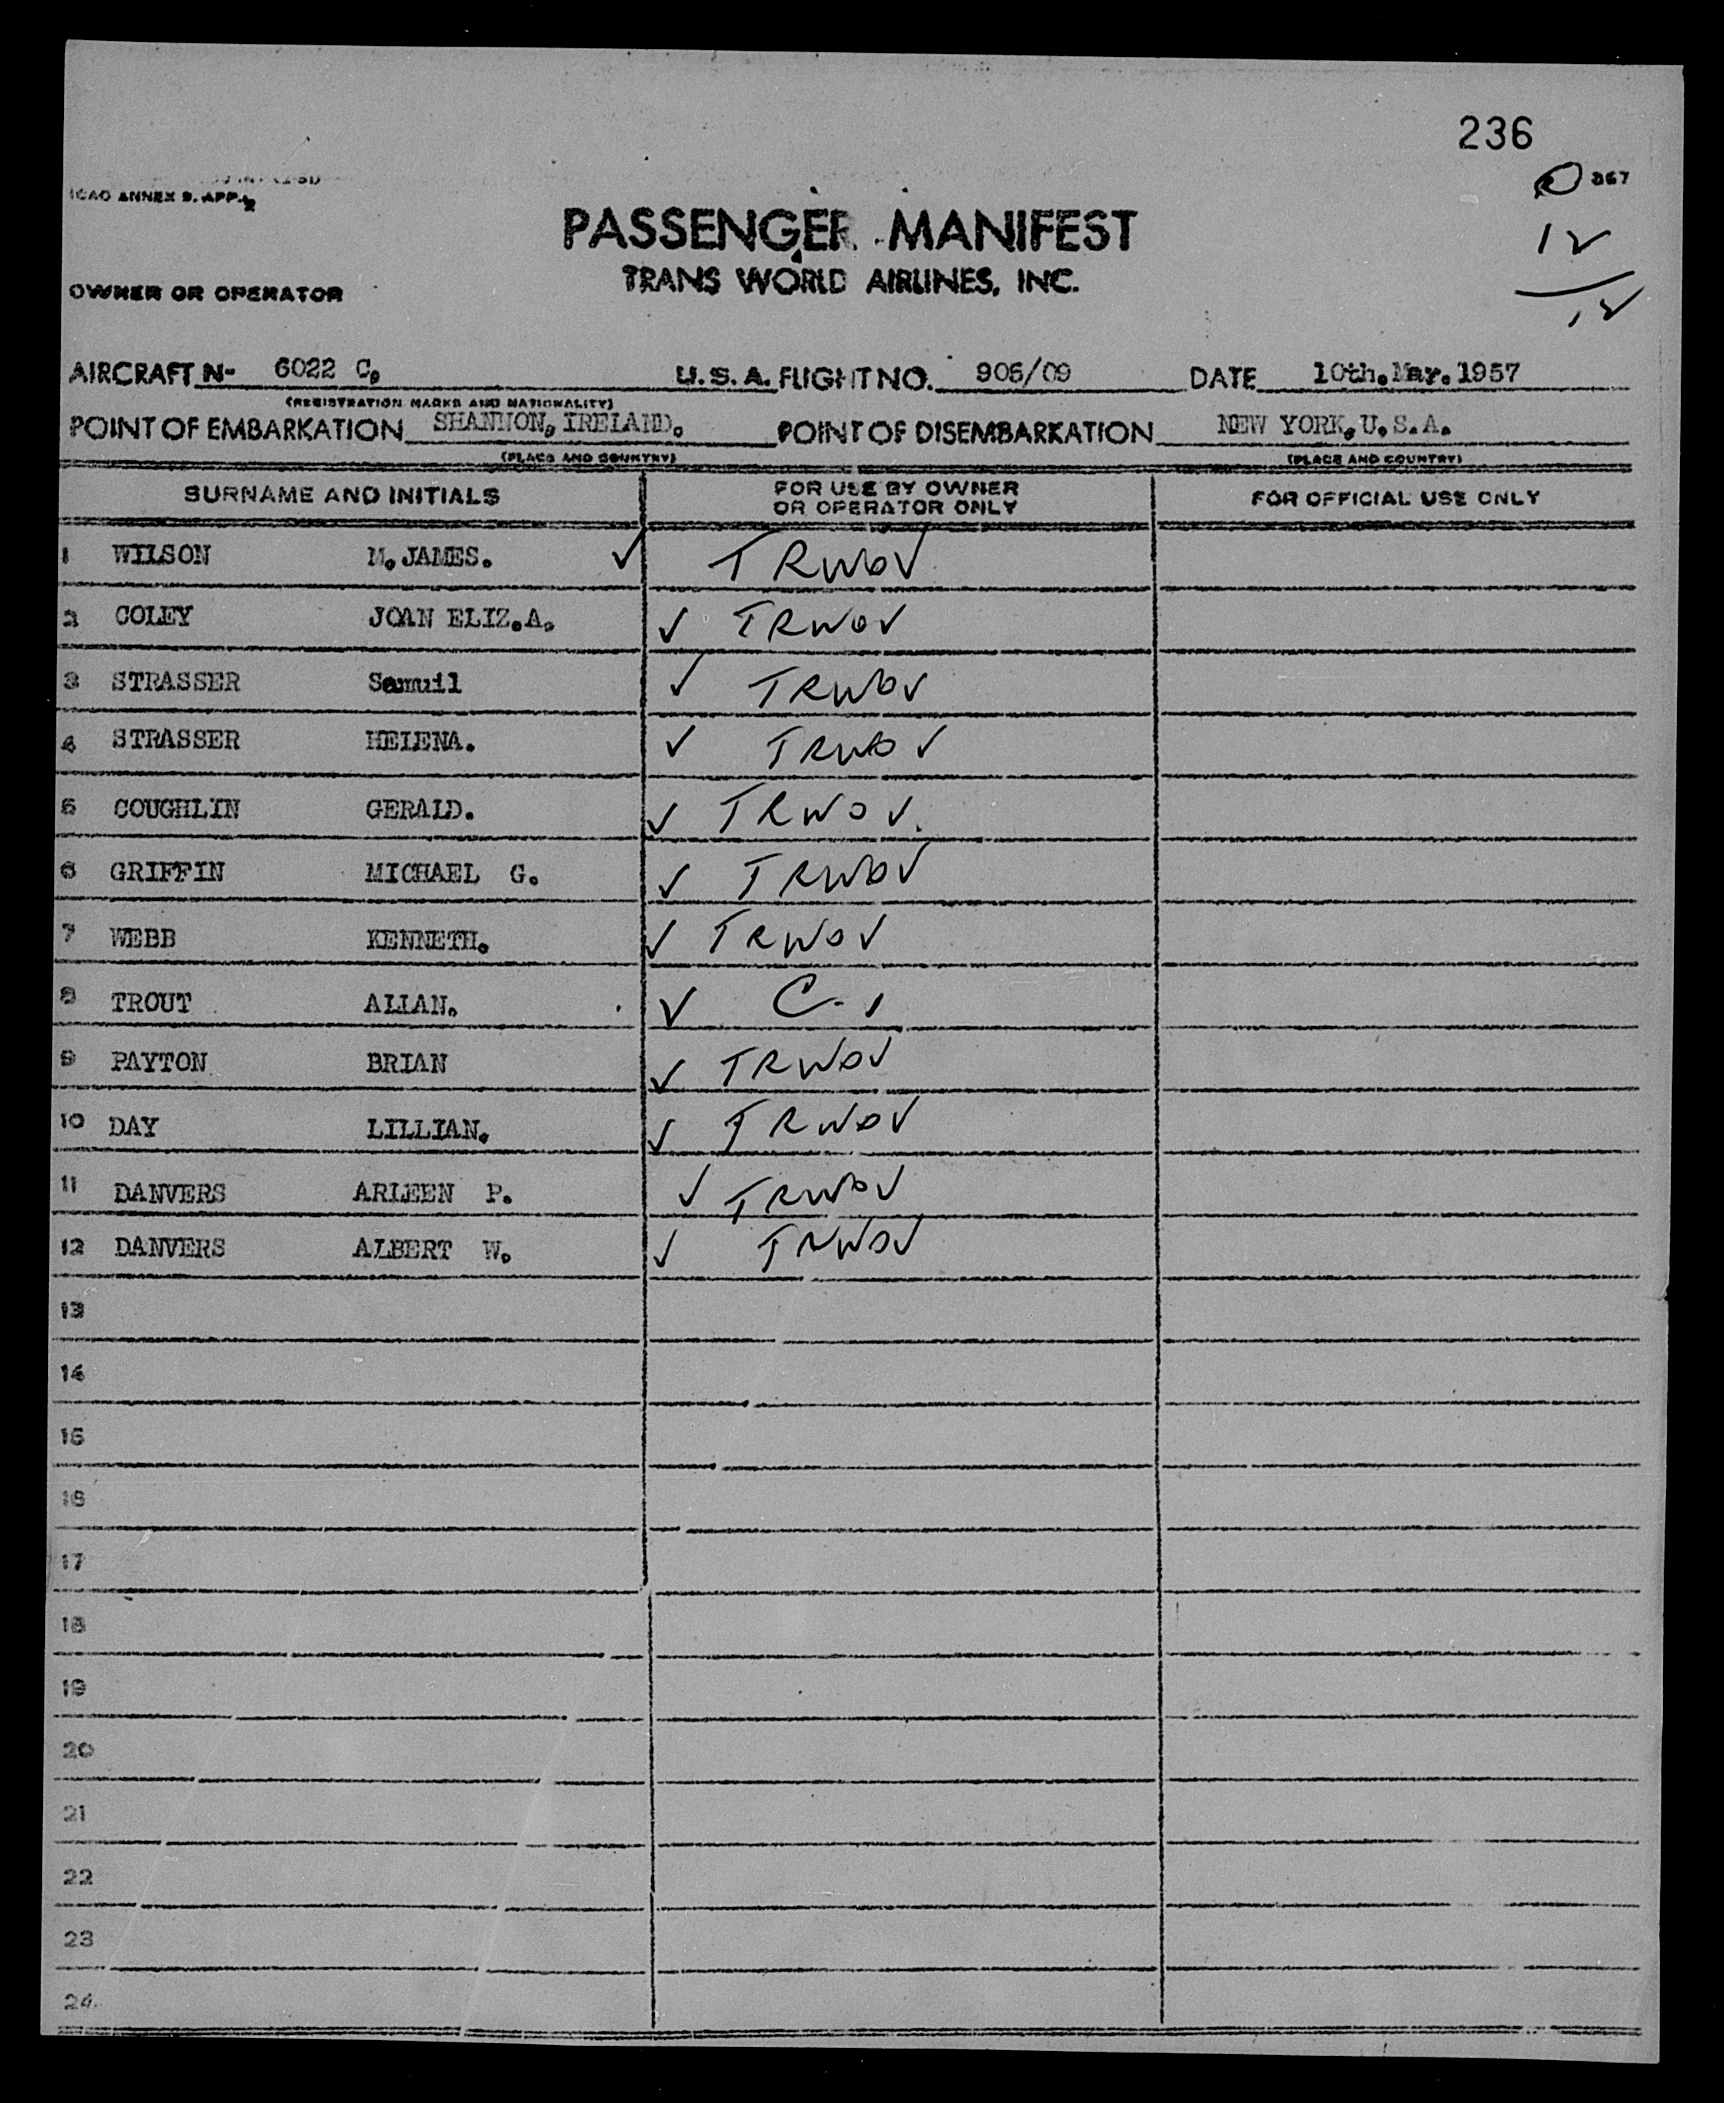 236
867
ICAO ANNEX 9. APP.
12
12
PASSENGER MANIFEST
TRANS WORLD AIRLINES, INC.
OWNER OR OPERATOR
AIRCRAFT N- 6022 C. U.S.A. FLIGHT NO. 906/09 DATE 10th.Mar.1957
(REGISTRATION MARKS AND NATIONALITY)
POINT OF EMBARKATION SHANNON, IRELAND. POINT OF DISEMBARKATION NEW YORK, U.S.A.
(PLACE AND COUNTRY) (PLACE AND COUNTRY)
SURNAME AND INITIALS FOR USE BY OWNER OR OPERATOR ONLY FOR OFFICIAL USE ONLY
1 WILSON M. JAMES. ✓ TRWOV
2 COLEY JOAN ELIZ.A. ✓ TRWOV
3 STRASSER Samuil ✓ TRWOV
4 STRASSER HELENA. ✓ TRWOV
5 COUGHLIN GERALD. ✓ TRWOV.
6 GRIFFIN MICHAEL G. ✓ TRWOV
7 WEBB KENNETH. ✓ TRWOV
8 TROUT ALLAN. ✓ C-1
9 PAYTON BRIAN ✓ TRWOV
10 DAY LILLIAN. ✓ TRWOV
11 DANVERS ARLEEN P. ✓ TRWOV
12 DANVERS ALBERT W. ✓ TRWOV
13
14
15
16
17
18
19
20
21
22
23
24